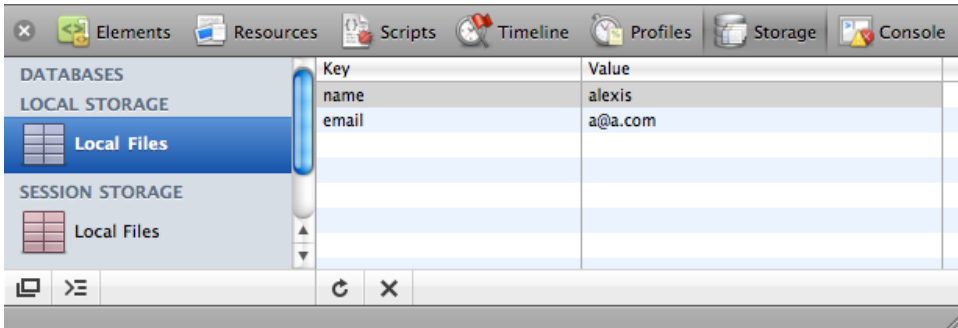 Elements Resources Scripts Timeline Profiles Storage Console
DATABASES
LOCAL STORAGE
Local Files
SESSION STORAGE
Local Files
Key Value
name alexis
email a@a.com